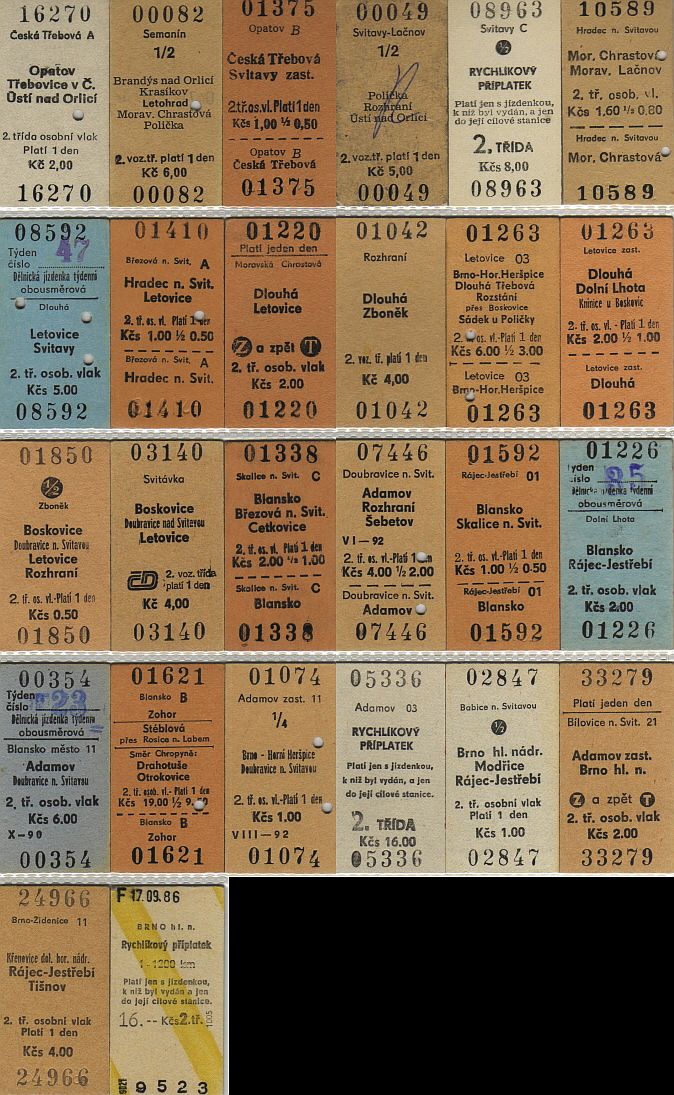 16270
Česká Třebová A
Opatov
Třebovice v Č.
Ústí nad Orlicí
2. třída osobní vlak
Platí 1 den
Kč 2,00
16270
00082
Semanín
1/2
Brandýs nad Orlicí
Krasíkov
Letohrad
Morav. Chrastová
Polička
2. voz.tř. platí 1 den
Kč 6,00
00082
01375
Opatov B
Česká Třebová
Svitavy zast.
2.tř.os.vl.Platí 1 den
Kčs 1,00 ½ 0,50
Opatov B
Česká Třebová
01375
00049
Svitavy-Lačnov
1/2
Polička
Rozhraní
Ústí nad Orlicí
2. voz.tř. platí 1 den
Kč 5,00
00049
08963
Svitavy C
½
RYCHLÍKOVÝ
PŘÍPLATEK
Platí jen s jízdenkou,
k níž byl vydán, a jen
do její cílové stanice
2. TŘÍDA
Kčs 8,00
08963
10589
Hradec n. Svitavou
Mor. Chrastová
Morav. Lačnov
2. tř. osob. vl.
Kčs 1,60 ½ 0,80
Hradec n. Svitavou
Mor. Chrastová
10589
08592
Týden
číslo 47
Dělnická jízdenka týdenní
obousměrová
Dlouhá
Letovice
Svitavy
2. tř. osob. vlak
Kčs 5.00
08592
01410
Březová n. Svit. A
Hradec n. Svit.
Letovice
2. tř. os. vl. - Platí 1 den
Kčs 1.00 ½ 0.50
Březová n. Svit. A
Hradec n. Svit.
01410
01220
Platí jeden den
Moravská Chrastová
Dlouhá
Letovice
Z a zpět T
2. tř. osob. vlak
Kčs 2.00
01220
01042
Rozhraní
Dlouhá
Zboněk
2. voz. tř. platí 1 den
Kč 4,00
01042
01263
Letovice 03
Brno-Hor.Heršpice
Dlouhá Třebová
Rozstání
přes Boskovice
Sádek u Poličky
2. tř. os. vl.-Platí 1 den
Kčs 6.00 ½ 3.00
Letovice 03
Brno-Hor.Heršpice
01263
01263
Letovice zast.
Dlouhá
Dolní Lhota
Knínice u Boskovic
2. tř. os. vl.-Platí 1 den
Kčs 2.00 ½ 1.00
Letovice zast.
Dlouhá
01263
01850
½
Zboněk
Boskovice
Doubravice n. Svitavou
Letovice
Rozhraní
2. tř. os. vl.-Platí 1 den
Kčs 0.50
01850
03140
Svitávka
Boskovice
Doubravice nad Svitavou
Letovice
ČD 2. voz. třída
platí 1 den
Kč 4,00
03140
01338
Skalice n. Svit. C
Blansko
Březová n. Svit.
Cetkovice
2. tř. os. vl. Platí 1 den
Kčs 2.00 ½ 1.00
Skalice n. Svit. C
Blansko
01338
07446
Doubravice n. Svit.
Adamov
Rozhraní
Šebetov
VI—92
2. tř. os. vl.-Platí 1 den
Kčs 4.00 ½ 2.00
Doubravice n. Svit.
Adamov
07446
01592
Rájec-Jestřebí 01
Blansko
Skalice n. Svit.
2. tř. os. vl.-Platí 1 den
Kčs 1.00 ½ 0.50
Rájec-Jestřebí 01
Blansko
01592
01226
Týden
číslo
Dělnická jízdenka týdenní
obousměrová
Dolní Lhota
Blansko
Rájec-Jestřebí
2. tř. osob. vlak
Kčs 2.00
01226
00354
Týden
číslo 23
Dělnická jízdenka týdenní
obousměrová
Blansko město 11
Adamov
Doubravice n. Svitavou
2. tř. osob. vlak
Kčs 6.00
X-90
00354
01621
Blansko B
Zohor
Stéblová
přes Rosice n. Labem
Směr Chropyně:
Drahotuše
Otrokovice
2. tř. os. vl.-Platí 1 den
Kčs 19.00 ½
Blansko B
Zohor
01621
01074
Adamov zast. 11
¼
Brno - Horní Heršpice
Doubravice n. Svitavou
2. tř. os. vl.-Platí 1 den
Kčs 1.00
VIII—92
01074
05336
Adamov 03
RYCHLÍKOVÝ
PŘÍPLATEK
Platí jen s jízdenkou,
k níž byl vydán, a jen
do její cílové stanice.
2. TŘÍDA
Kčs 16.00
05336
02847
Babice n. Svitavou
½
Brno hl. nádr.
Modřice
Rájec-Jestřebí
2. tř. osobní vlak
Platí 1 den
Kčs 1.00
02847
33279
Platí jeden den
Bílovice n. Svit. 21
Adamov zast.
Brno hl. n.
Z a zpět T
2. tř. osob. vlak
Kčs 2.00
33279
24966
Brno-Židenice 11
Křenovice dol. hor. nádr.
Rájec-Jestřebí
Tišnov
2. tř. osobní vlak
Platí 1 den
Kčs 4.00
24966
F 17.09.86
BRNO hl. n.
Rychlíkový příplatek
1 - 1200 km
Platí jen s jízdenkou,
k níž byl vydán a jen
do její cílové stanice.
16.-- Kčs 2. tř.
1005
9523